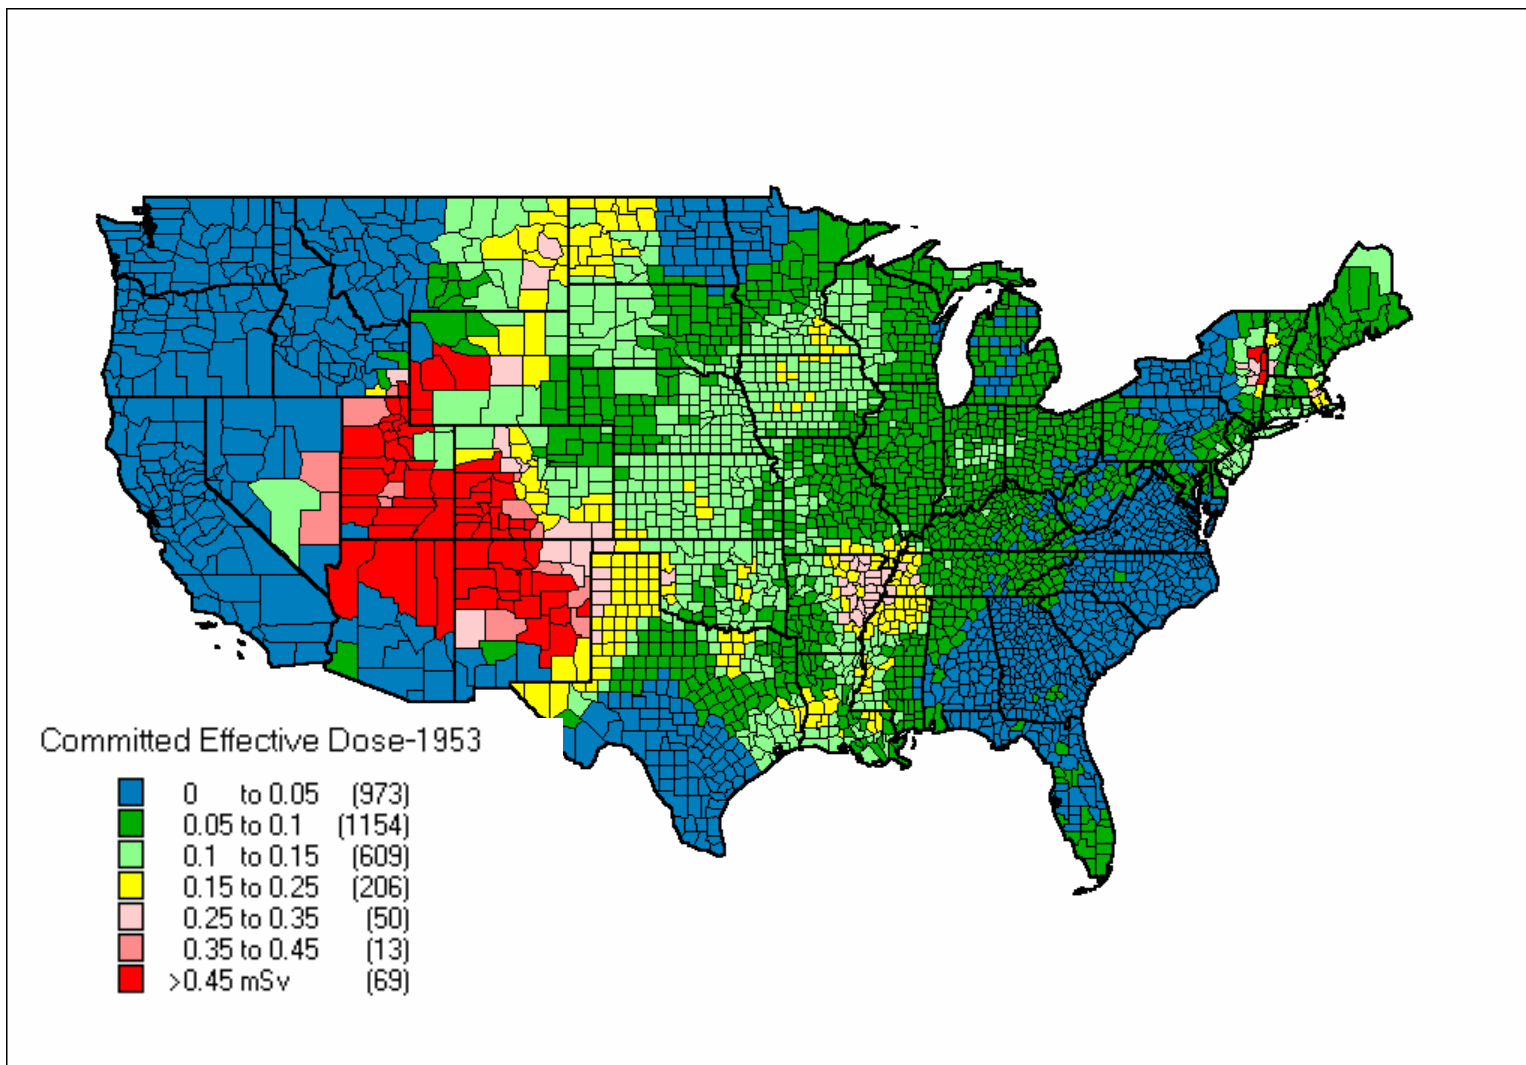 Committed Effective Dose-1953
0 to 0.05 (973)
0.05 to 0.1 (1154)
0.1 to 0.15 (609)
0.15 to 0.25 (206)
0.25 to 0.35 (50)
0.35 to 0.45 (13)
>0.45 mSv (69)